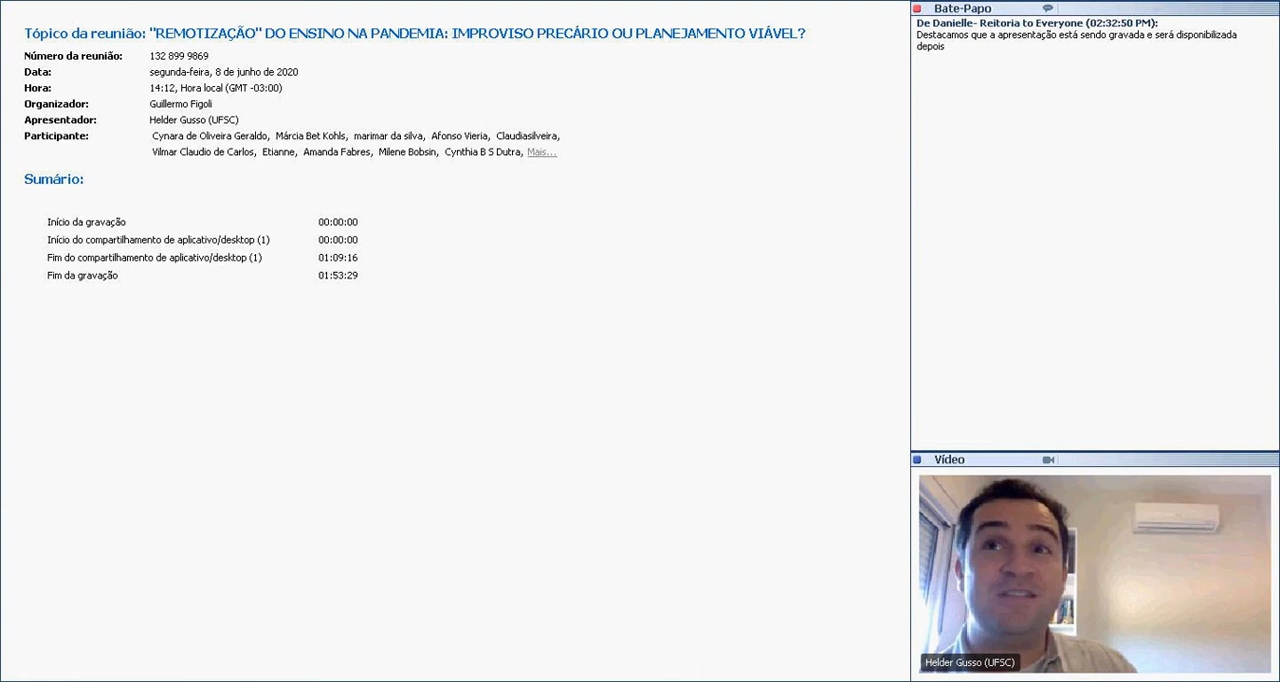 Tópico da reunião: "REMOTIZAÇÃO" DO ENSINO NA PANDEMIA: IMPROVISO PRECÁRIO OU PLANEJAMENTO VIÁVEL?
Número da reunião: 132 899 9869
Data: segunda-feira, 8 de junho de 2020
Hora: 14:12, Hora local (GMT -03:00)
Organizador: Guillermo Figoli
Apresentador: Helder Gusso (UFSC)
Participante: Cynara de Oliveira Geraldo, Márcia Bet Kohls, marimar da silva, Afonso Vieria, Claudiasilveira,
Vilmar Claudio de Carlos, Etianne, Amanda Fabres, Milene Bobsin, Cynthia B S Dutra, Mais...
Sumário:
Início da gravação 00:00:00
Início do compartilhamento de aplicativo/desktop (1) 00:00:00
Fim do compartilhamento de aplicativo/desktop (1) 01:09:16
Fim da gravação 01:53:29
Bate-Papo
De Danielle- Reitoria to Everyone (02:32:50 PM):
Destacamos que a apresentação está sendo gravada e será disponibilizada
depois
Vídeo
Helder Gusso (UFSC)